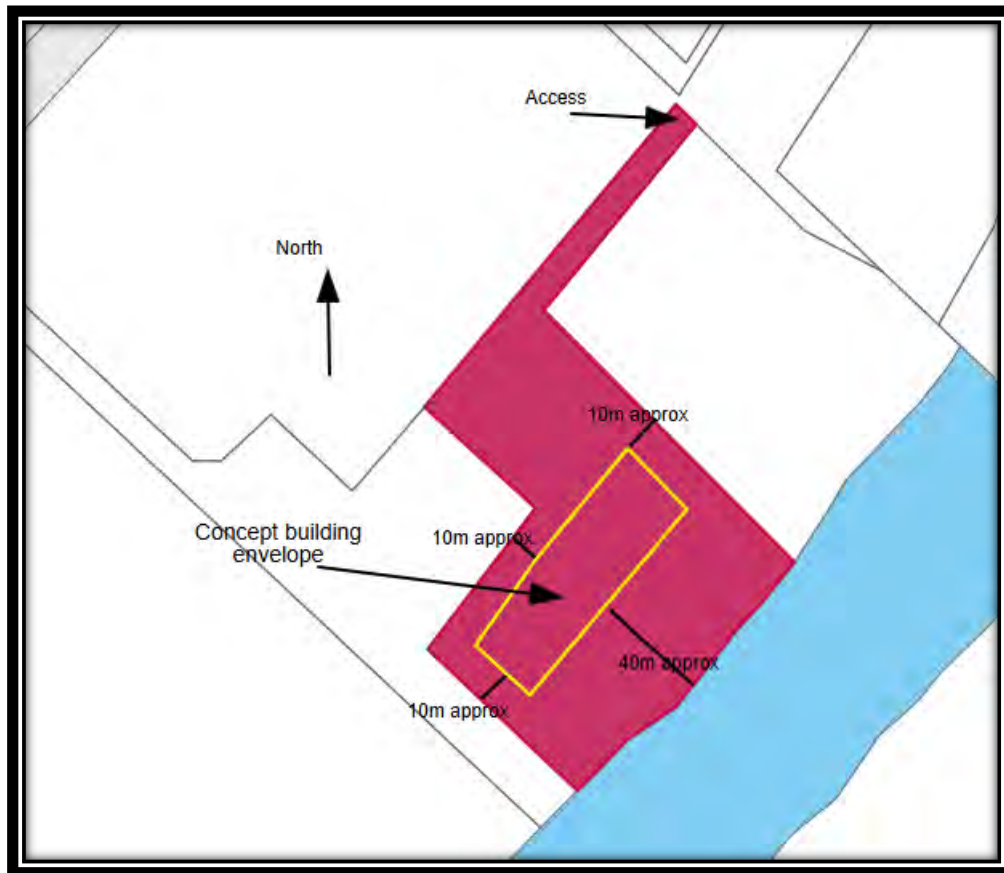 Access
North
10m approx
Concept building
envelope
10m approx
40m approx
10m approx